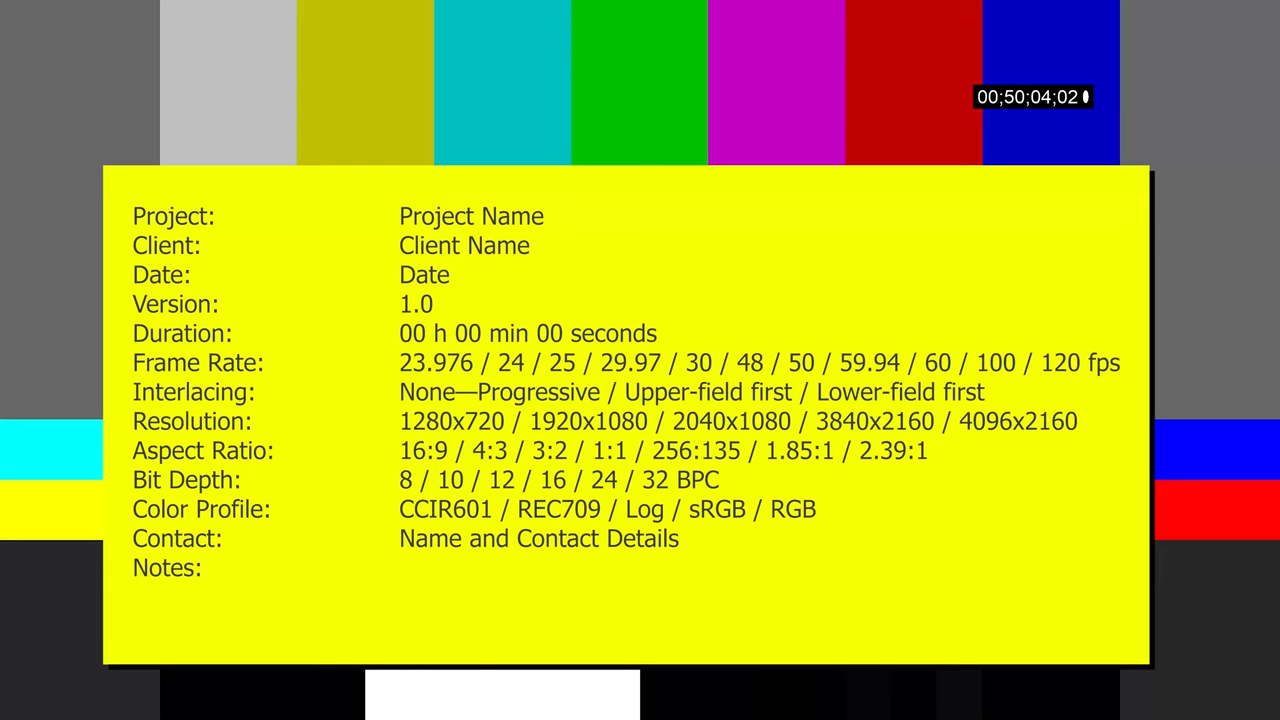 00;50;04;02
Project: Project Name
Client: Client Name
Date: Date
Version: 1.0
Duration: 00 h 00 min 00 seconds
Frame Rate: 23.976 / 24 / 25 / 29.97 / 30 / 48 / 50 / 59.94 / 60 / 100 / 120 fps
Interlacing: None—Progressive / Upper-field first / Lower-field first
Resolution: 1280x720 / 1920x1080 / 2040x1080 / 3840x2160 / 4096x2160
Aspect Ratio: 16:9 / 4:3 / 3:2 / 1:1 / 256:135 / 1.85:1 / 2.39:1
Bit Depth: 8 / 10 / 12 / 16 / 24 / 32 BPC
Color Profile: CCIR601 / REC709 / Log / sRGB / RGB
Contact: Name and Contact Details
Notes: